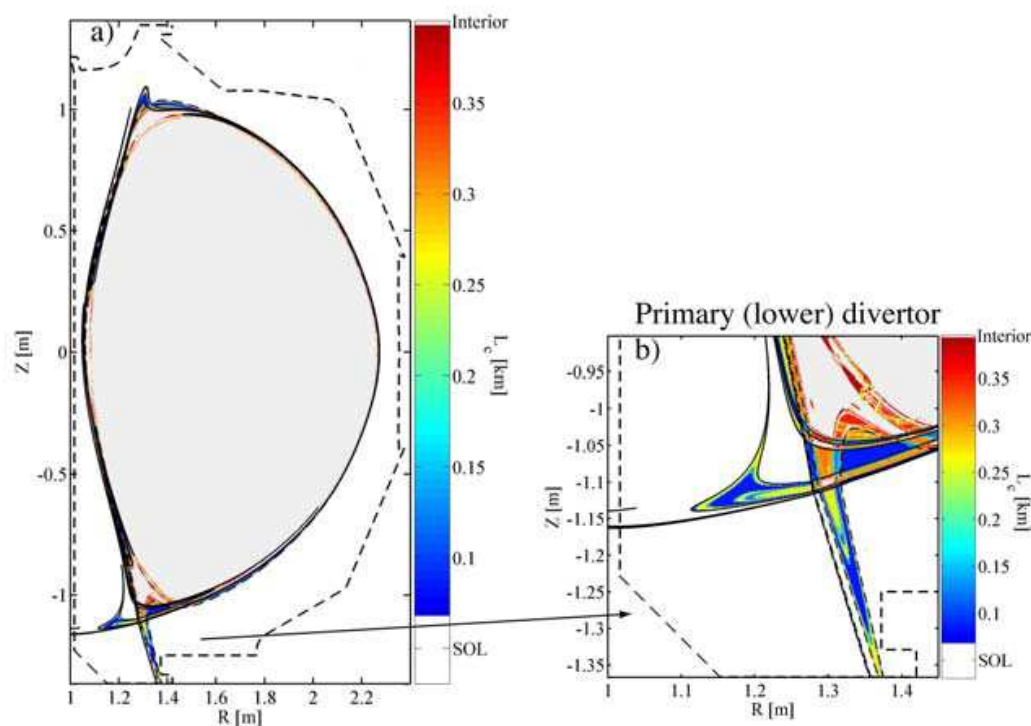 a)
Interior
0.35
0.3
0.25
0.2
0.15
0.1
SOL
L_c [km]
1
0.5
0
-0.5
-1
Z [m]
1
1.2
1.4
1.6
1.8
2
2.2
R [m]
Primary (lower) divertor
b)
Interior
0.35
0.3
0.25
0.2
0.15
0.1
SOL
L_c [km]
-0.95
-1
-1.05
-1.1
-1.15
-1.2
-1.25
-1.3
-1.35
Z [m]
1
1.1
1.2
1.3
1.4
R [m]